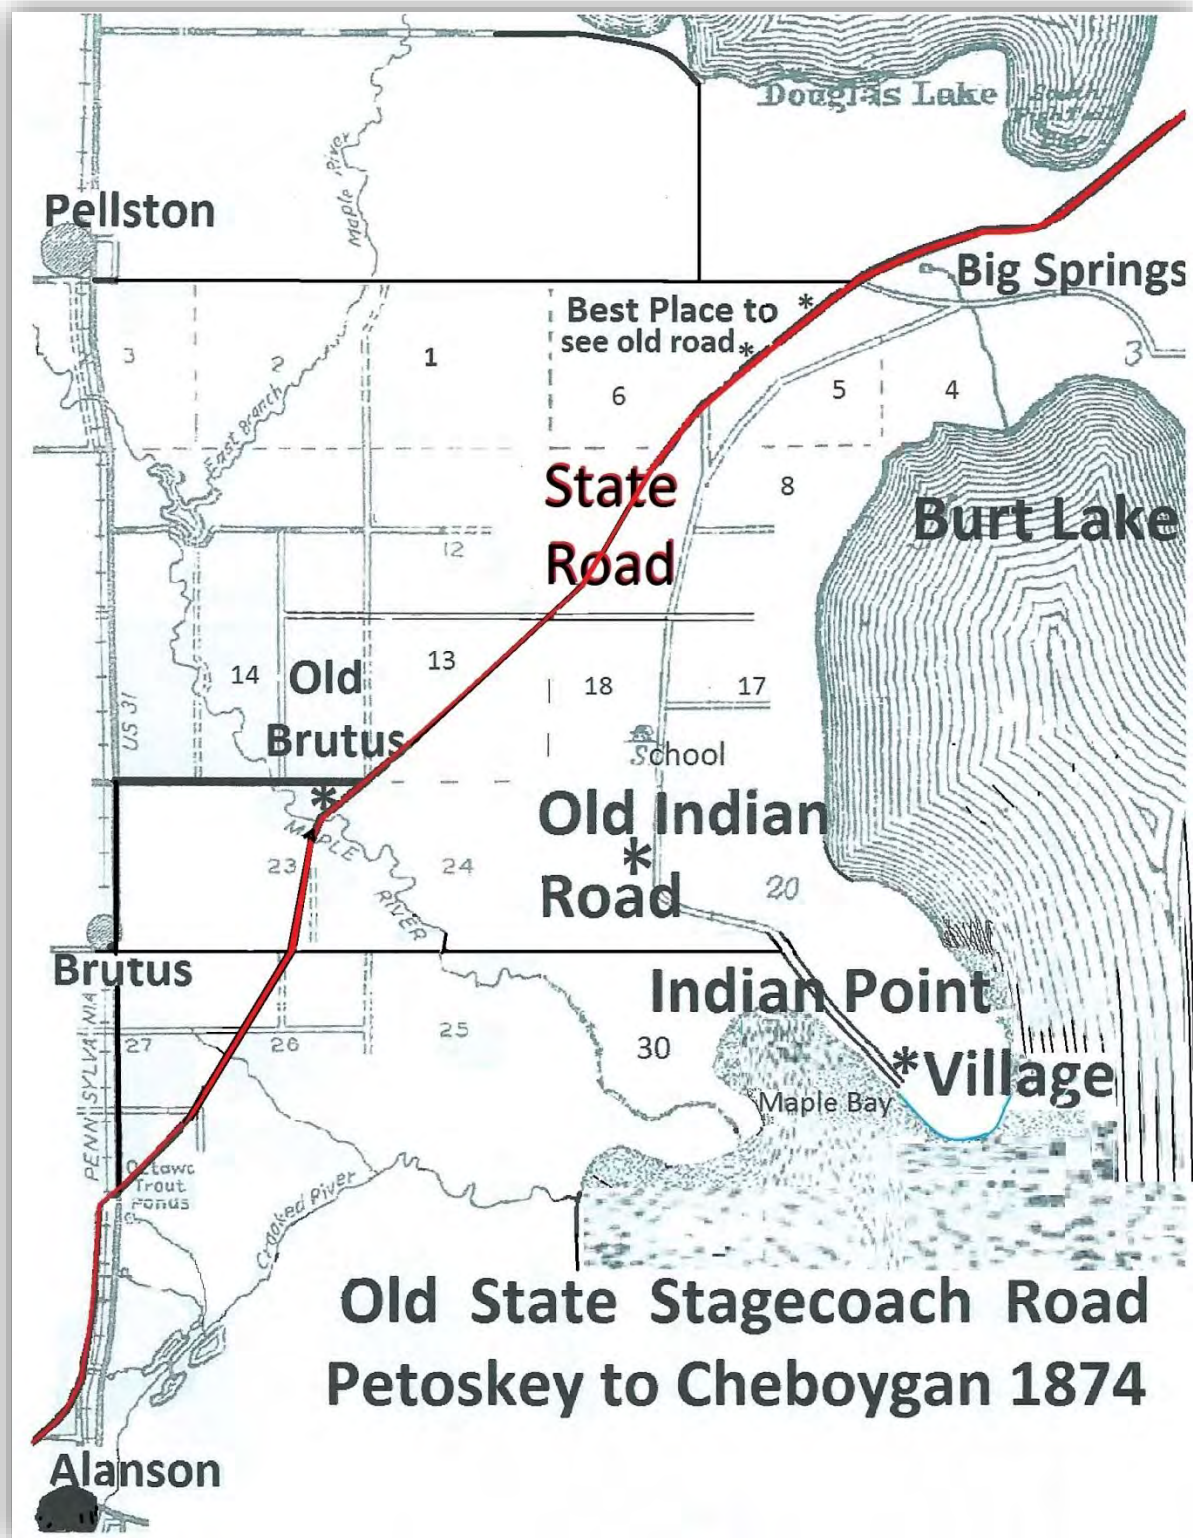 Douglas Lake
Maple River
Pellston
Big Springs
Best Place to *
see old road *
3
2
1
6
5
4
3
East Branch
State
Road
8
Burt Lake
12
14
Old
Brutus
*
13
18
17
US 31
School
MAPLE
RIVER
Old Indian
*
Road
23
24
20
Brutus
Indian Point
*Village
PENNSYLVANIA
27
26
25
30
Maple Bay
Trout
Crooked River
Old State Stagecoach Road
Petoskey to Cheboygan 1874
Alanson